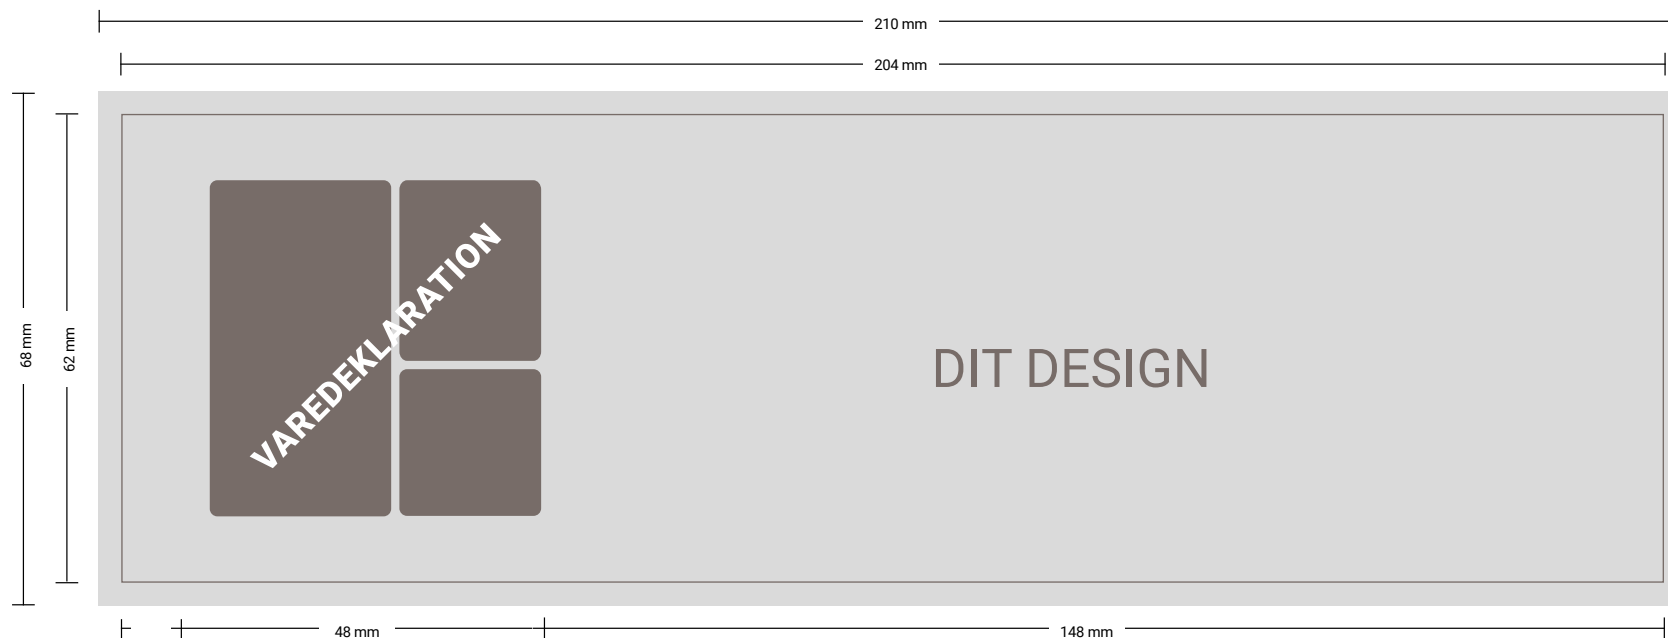 210 mm
204 mm
68 mm
62 mm
VAREDEKLARATION
DIT DESIGN
48 mm
148 mm